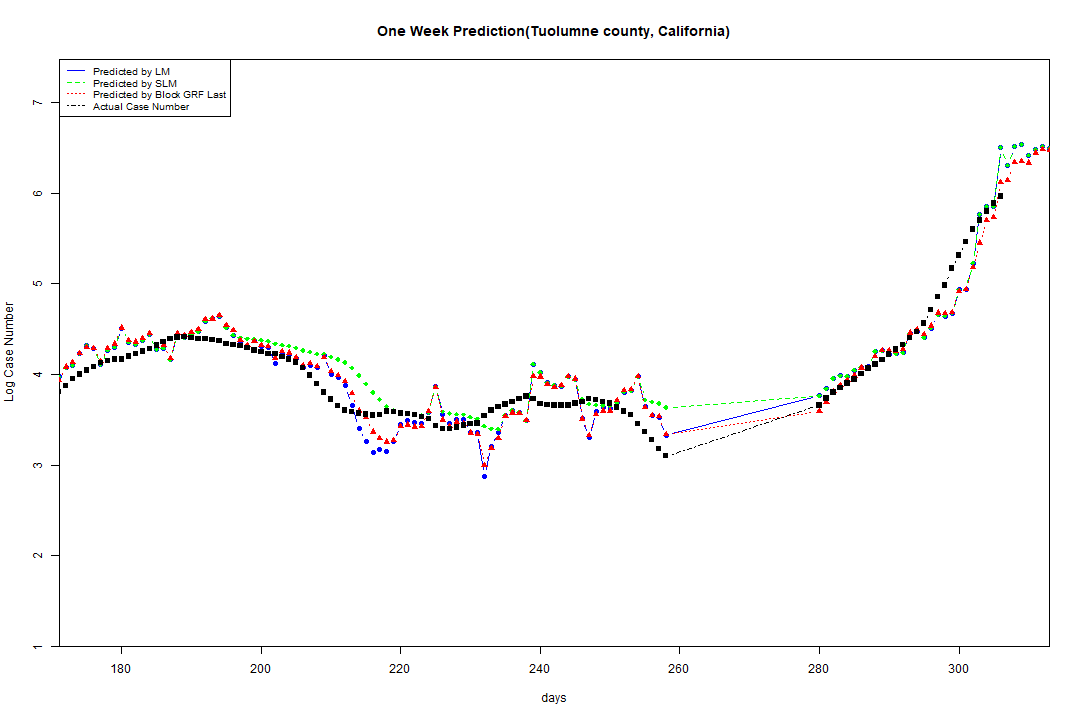 One Week Prediction(Tuolumne county, California)
Predicted by LM
Predicted by SLM
Predicted by Block GRF Last
Actual Case Number
7
6
5
4
3
2
1
Log Case Number
180 200 220 240 260 280 300
days